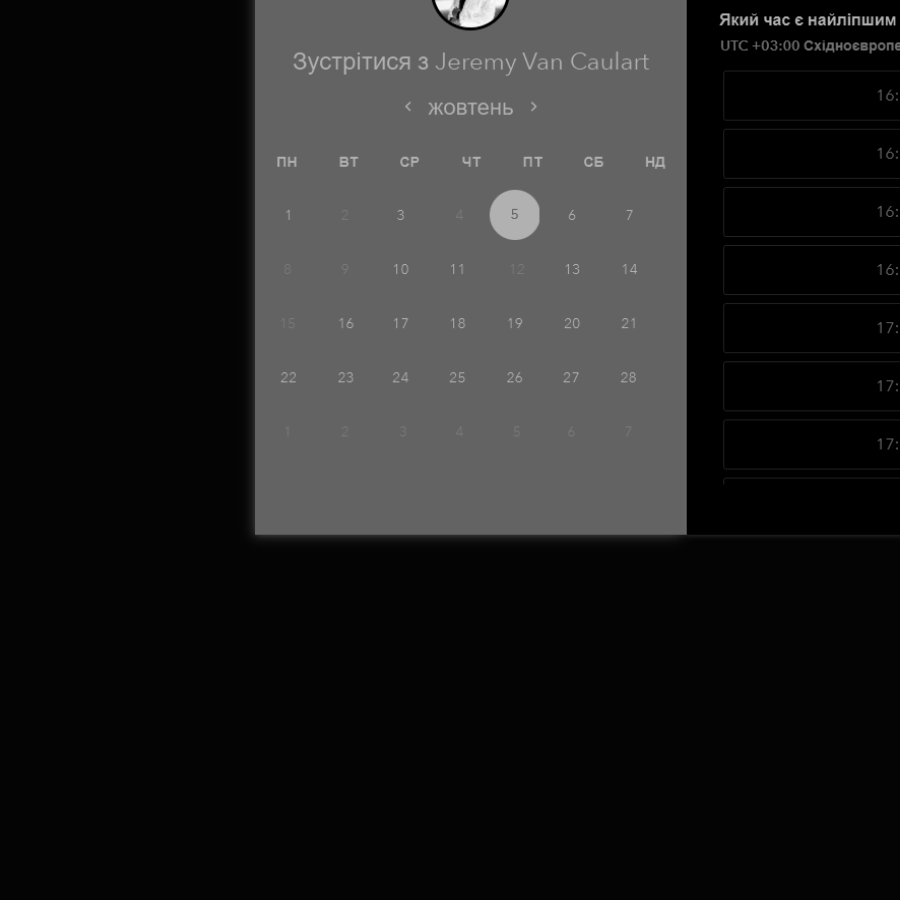 Зустрітися з Jeremy Van Caulart
жовтень
ПН ВТ СР ЧТ ПТ СБ НД
1 2 3 4 5 6 7
8 9 10 11 12 13 14
15 16 17 18 19 20 21
22 23 24 25 26 27 28
1 2 3 4 5 6 7
Який час є найліпшим
UTC +03:00 Східноєвропе
16:
16:
16:
16:
17:
17:
17: